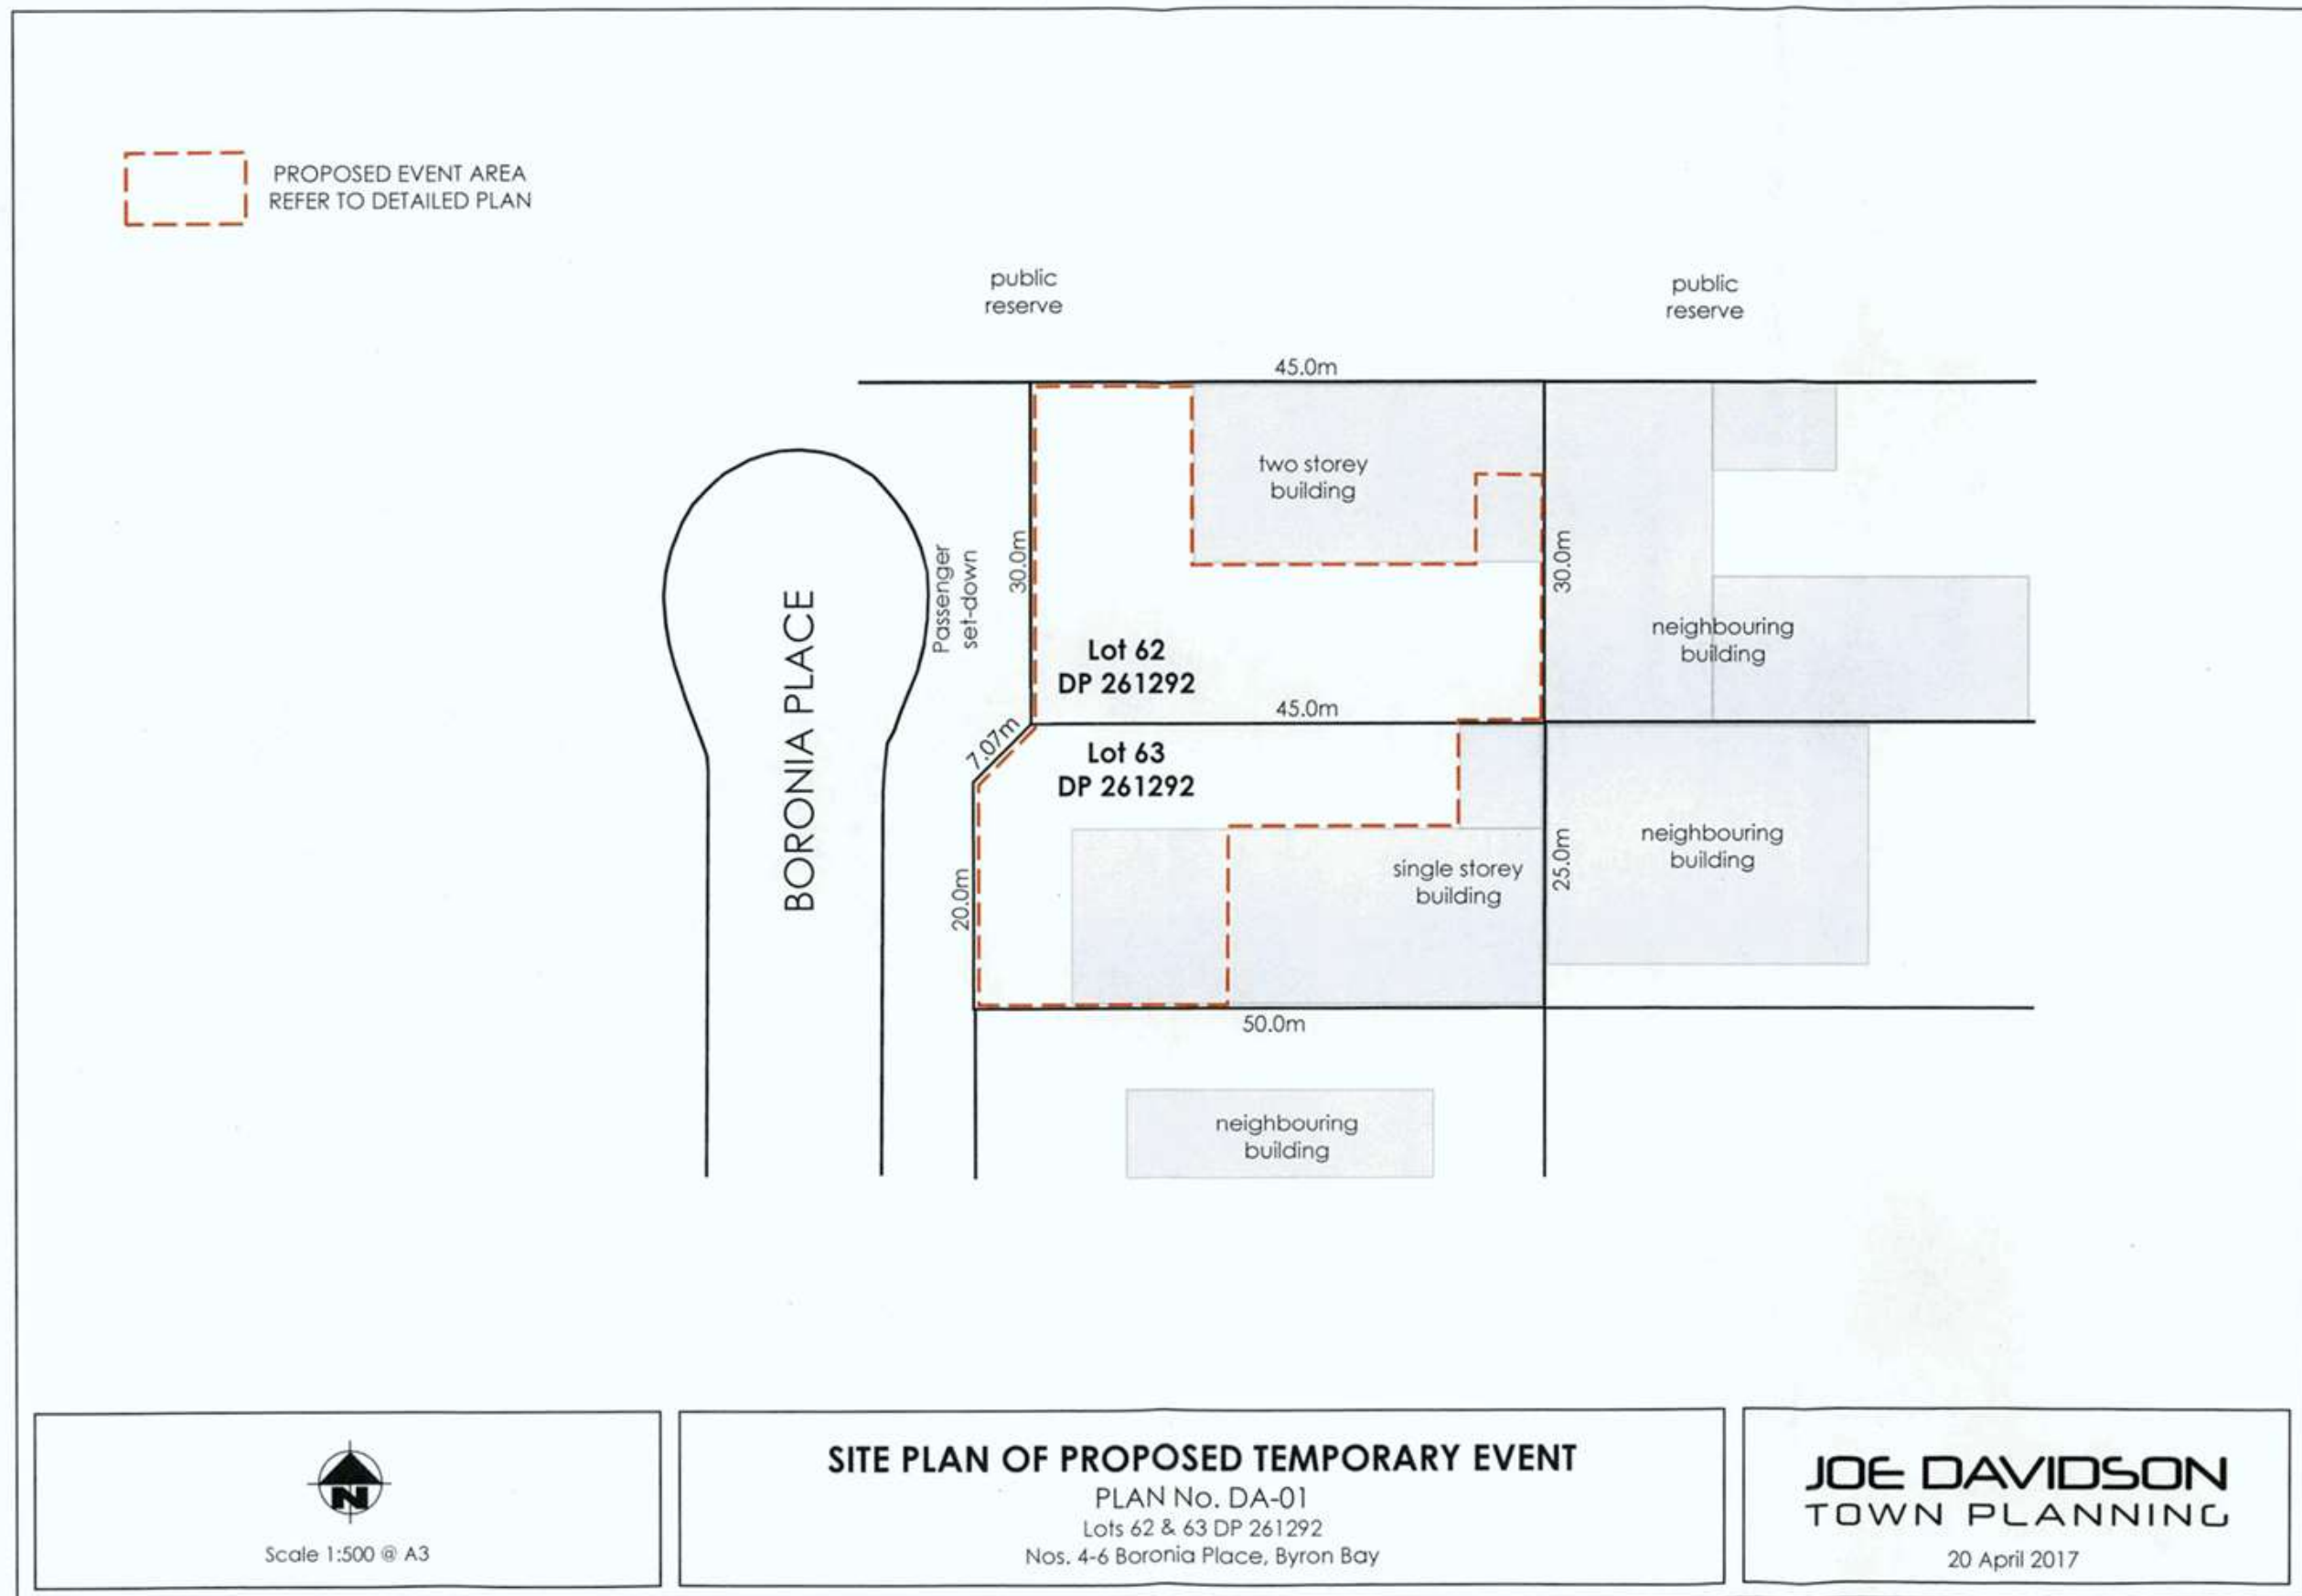 PROPOSED EVENT AREA
REFER TO DETAILED PLAN
public
reserve
public
reserve
45.0m
two storey
building
Passenger
set-down
30.0m
30.0m
BORONIA PLACE
neighbouring
building
Lot 62
DP 261292
45.0m
7.07m
Lot 63
DP 261292
neighbouring
building
single storey
building
25.0m
20.0m
50.0m
neighbouring
building
N
Scale 1:500 @ A3
SITE PLAN OF PROPOSED TEMPORARY EVENT
PLAN No. DA-01
Lots 62 & 63 DP 261292
Nos. 4-6 Boronia Place, Byron Bay
JOE DAVIDSON
TOWN PLANNING
20 April 2017